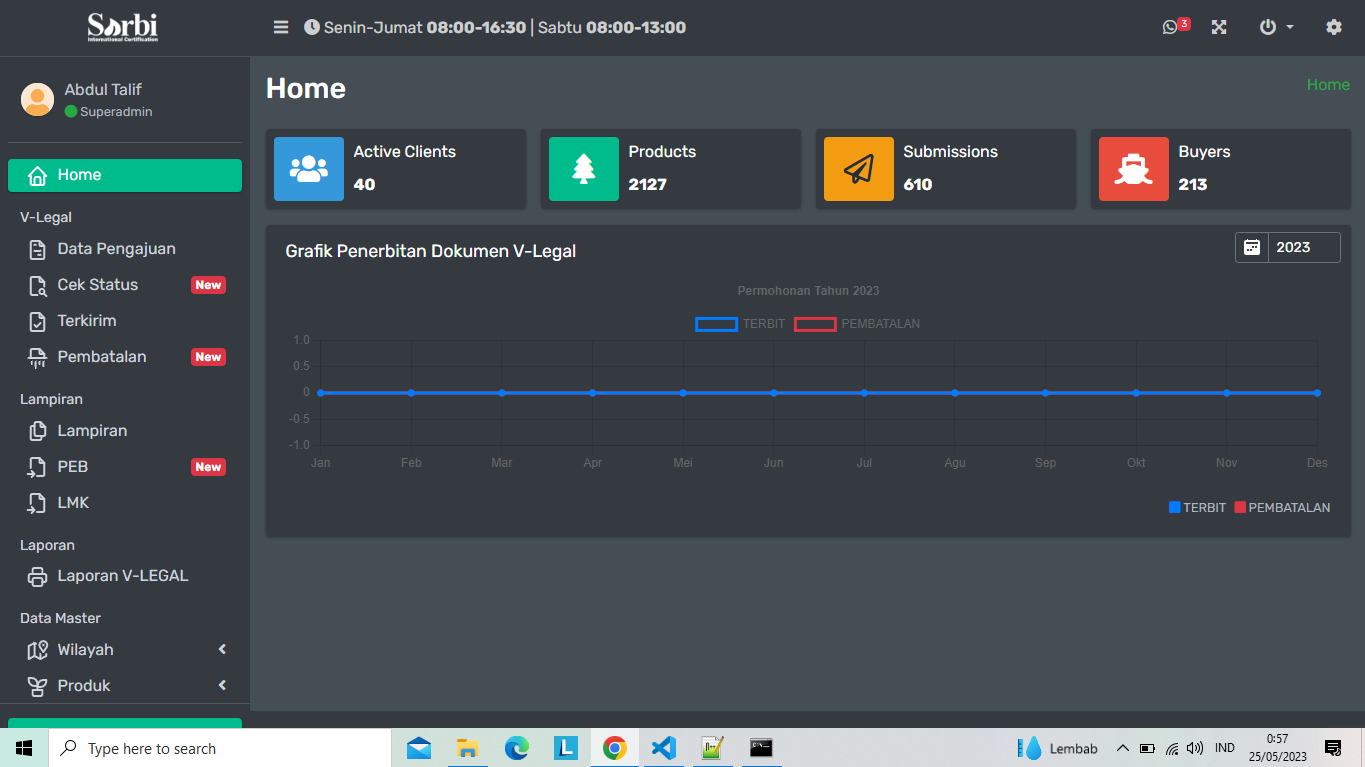 Sorbi
International Certification
Senin-Jumat 08:00-16:30 | Sabtu 08:00-13:00
3
Abdul Talif
Superadmin
Home
V-Legal
Data Pengajuan
Cek Status New
Terkirim
Pembatalan New
Lampiran
Lampiran
PEB New
LMK
Laporan
Laporan V-LEGAL
Data Master
Wilayah
Produk
Home
Home
Active Clients
40
Products
2127
Submissions
610
Buyers
213
Grafik Penerbitan Dokumen V-Legal
2023
Permohonan Tahun 2023
TERBIT PEMBATALAN
1.0
0.5
0
-0.5
-1.0
Jan Feb Mar Apr Mei Jun Jul Agu Sep Okt Nov Des
TERBIT PEMBATALAN
Type here to search
L
Lembab
IND
0:57
25/05/2023